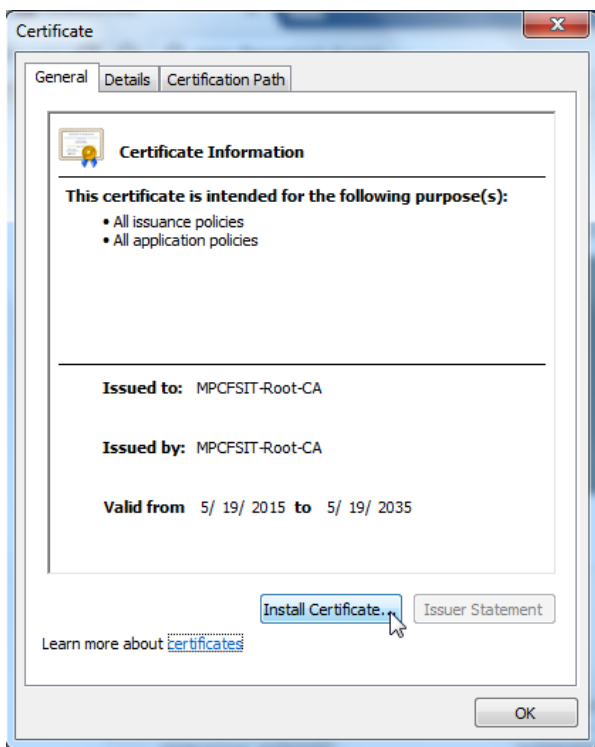 Certificate
General Details Certification Path
Certificate Information
This certificate is intended for the following purpose(s):
• All issuance policies
• All application policies
Issued to: MPCFSIT-Root-CA
Issued by: MPCFSIT-Root-CA
Valid from 5/ 19/ 2015 to 5/ 19/ 2035
Install Certificate... Issuer Statement
Learn more about certificates
OK